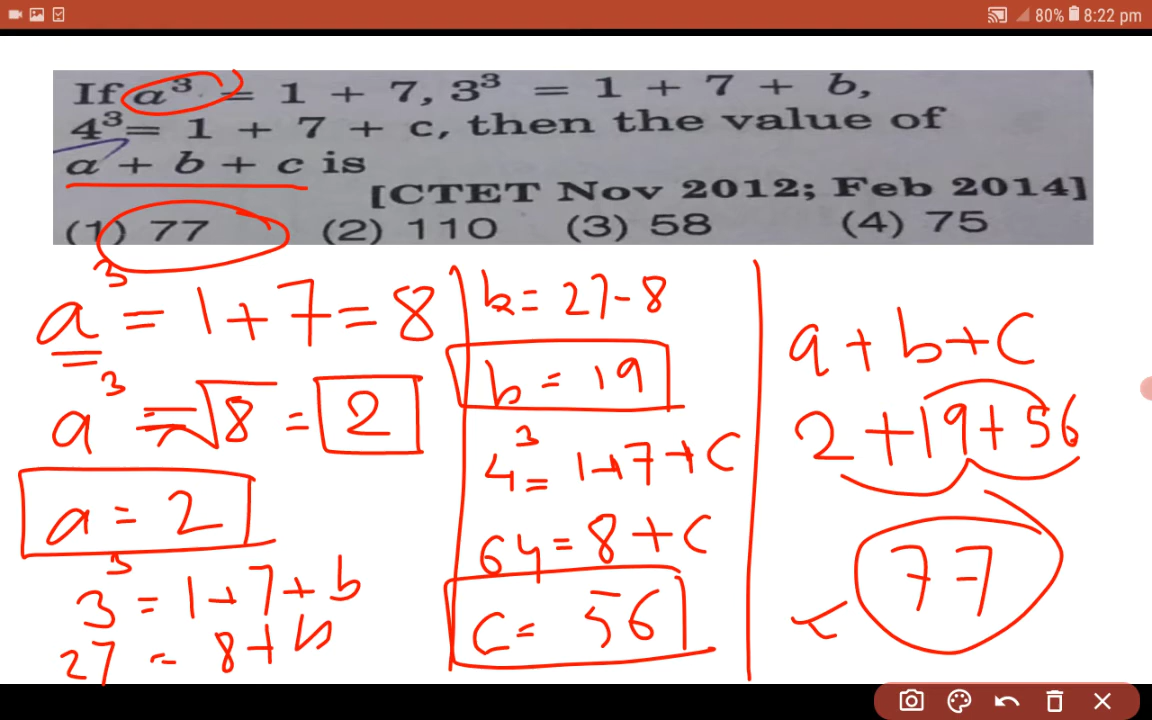 80% 8:22 pm
If a³ = 1 + 7, 3³ = 1 + 7 + b,
4³ = 1 + 7 + c, then the value of
a + b + c is
[CTET Nov 2012; Feb 2014]
(1) 77 (2) 110 (3) 58 (4) 75
a³ = 1 + 7 = 8
a = ³√8 = 2
a = 2
3³ = 1 + 7 + b
27 = 8 + b
b = 27 - 8
b = 19
4³ = 1 + 7 + c
64 = 8 + c
c = 56
a + b + c
2 + 19 + 56
77